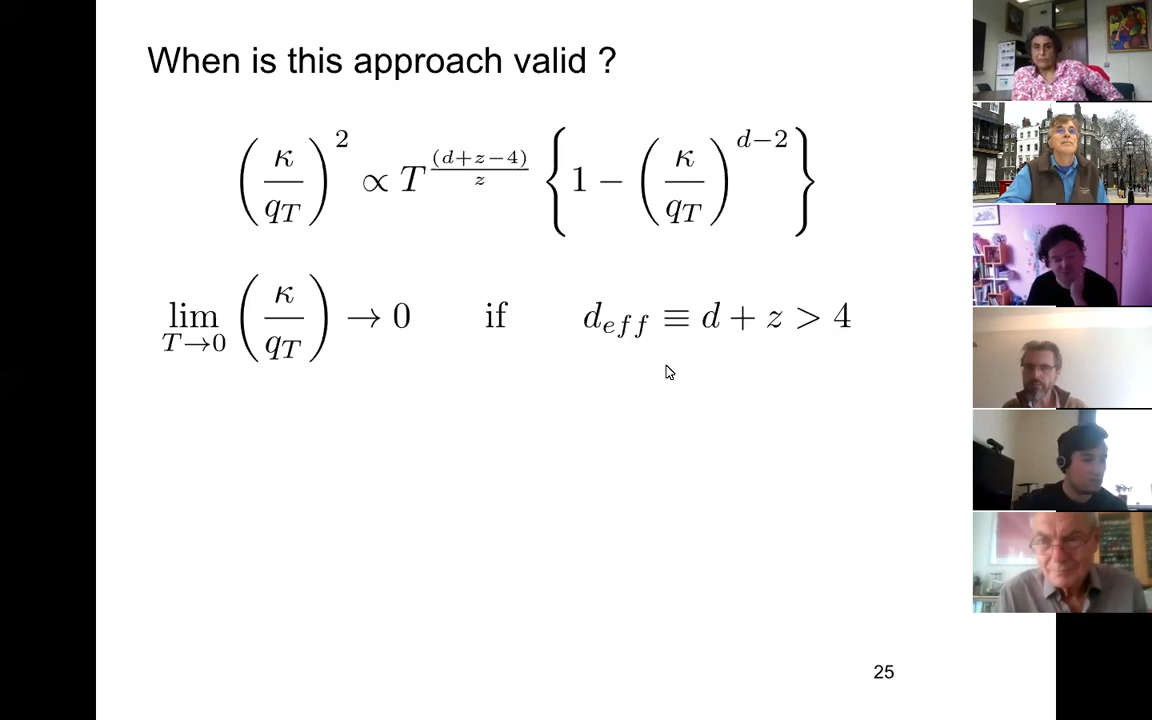 When is this approach valid ?
(κ/q_T)² ∝ T^((d+z−4)/z) {1 − (κ/q_T)^(d−2)}
lim_(T→0) (κ/q_T) → 0 if d_eff ≡ d + z > 4
25